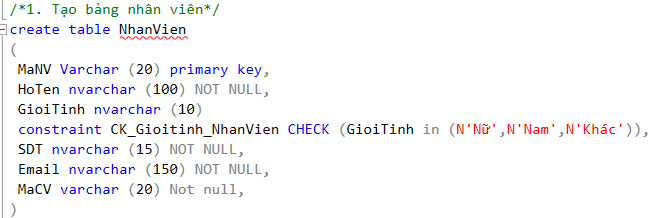 /*1. Tạo bảng nhân viên*/
create table NhanVien
(
MaNV Varchar (20) primary key,
HoTen nvarchar (100) NOT NULL,
GioiTinh nvarchar (10)
constraint CK_Gioitinh_NhanVien CHECK (GioiTinh in (N'Nữ',N'Nam',N'Khác')),
SDT nvarchar (15) NOT NULL,
Email nvarchar (150) NOT NULL,
MaCV varchar (20) Not null,
)